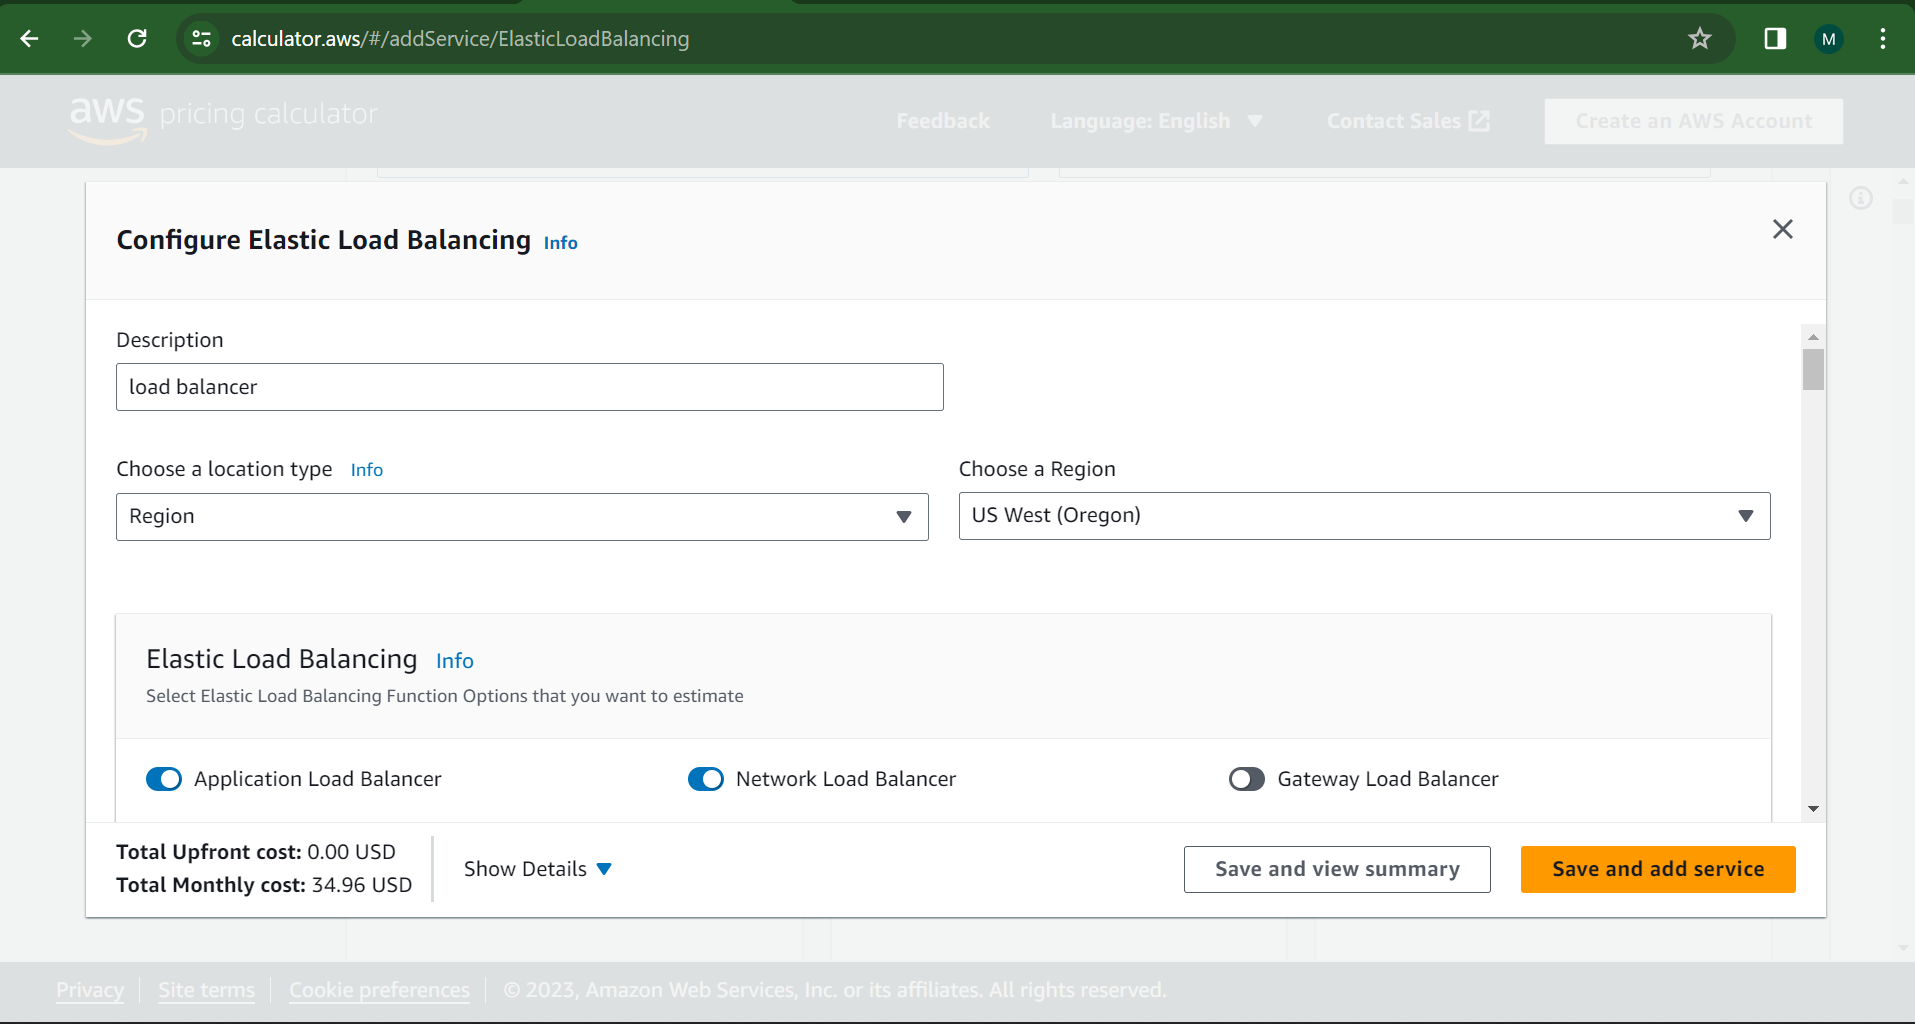 calculator.aws/#/addService/ElasticLoadBalancing
M
aws pricing calculator
Feedback
Language: English
Contact Sales
Create an AWS Account
Configure Elastic Load Balancing Info
Description
load balancer
Choose a location type Info
Choose a Region
Region
US West (Oregon)
Elastic Load Balancing Info
Select Elastic Load Balancing Function Options that you want to estimate
Application Load Balancer
Network Load Balancer
Gateway Load Balancer
Total Upfront cost: 0.00 USD
Total Monthly cost: 34.96 USD
Show Details
Save and view summary
Save and add service
Privacy
Site terms
Cookie preferences
© 2023, Amazon Web Services, Inc. or its affiliates. All rights reserved.